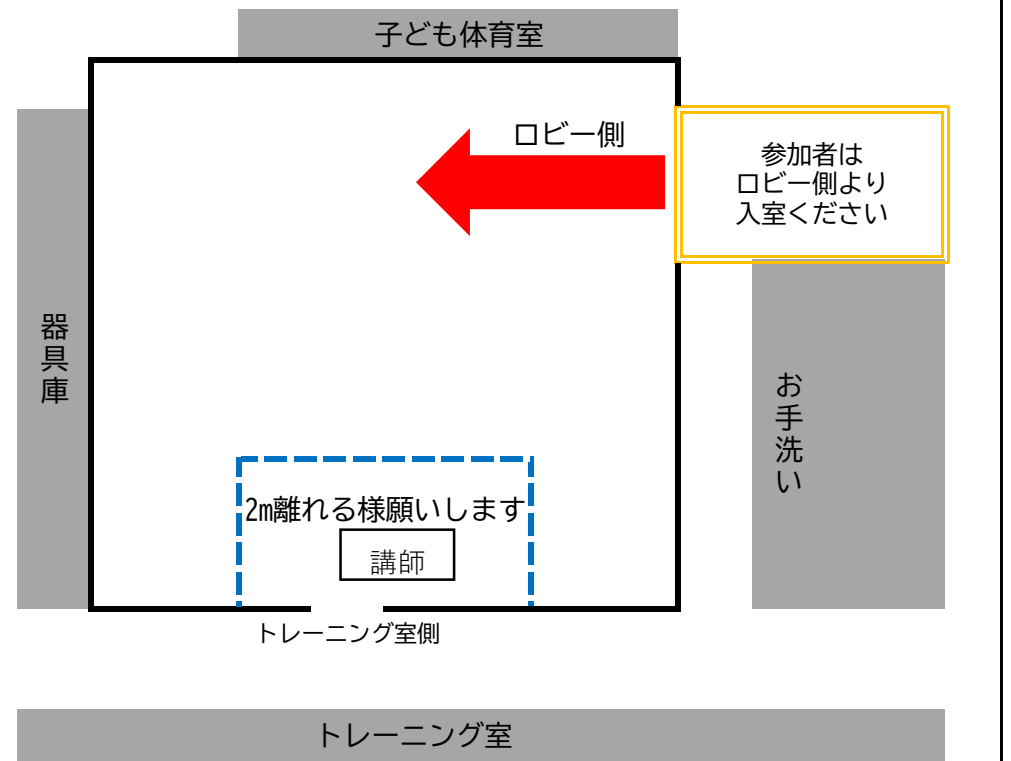 子ども体育室
ロビー側
参加者は
ロビー側より
入室ください
器具庫
お手洗い
2m離れる様願いします
講師
トレーニング室側
トレーニング室